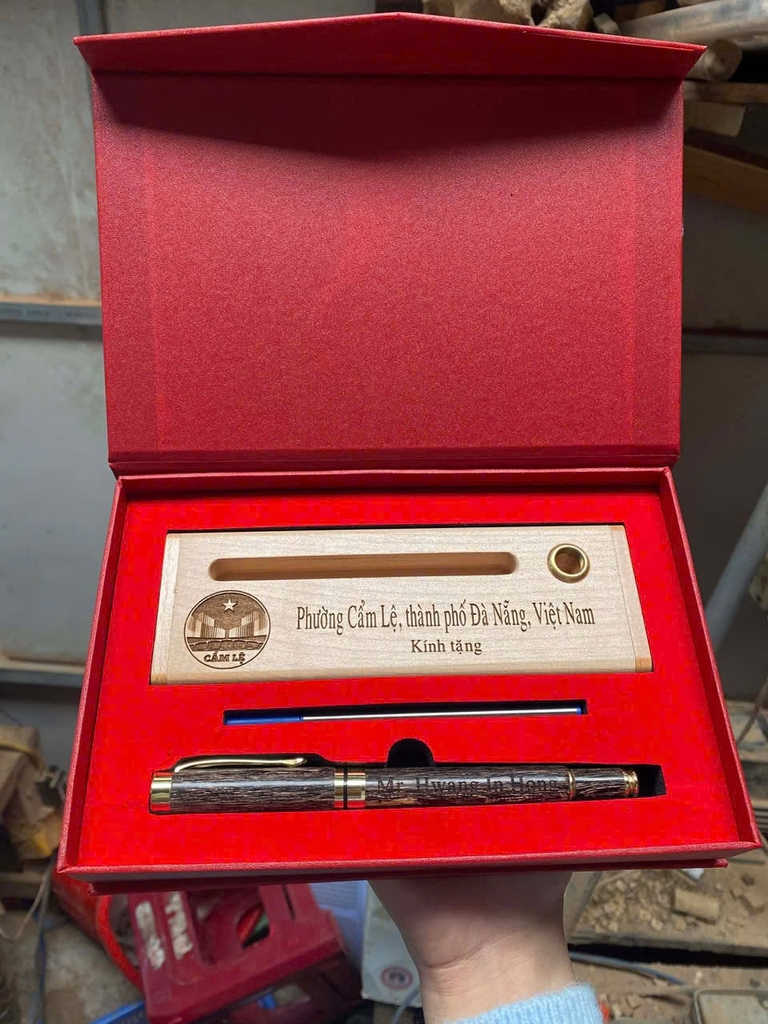 Phường Cẩm Lệ, thành phố Đà Nẵng, Việt Nam
Kính tặng
CẨM LỆ
Mr. Hwang In Hong